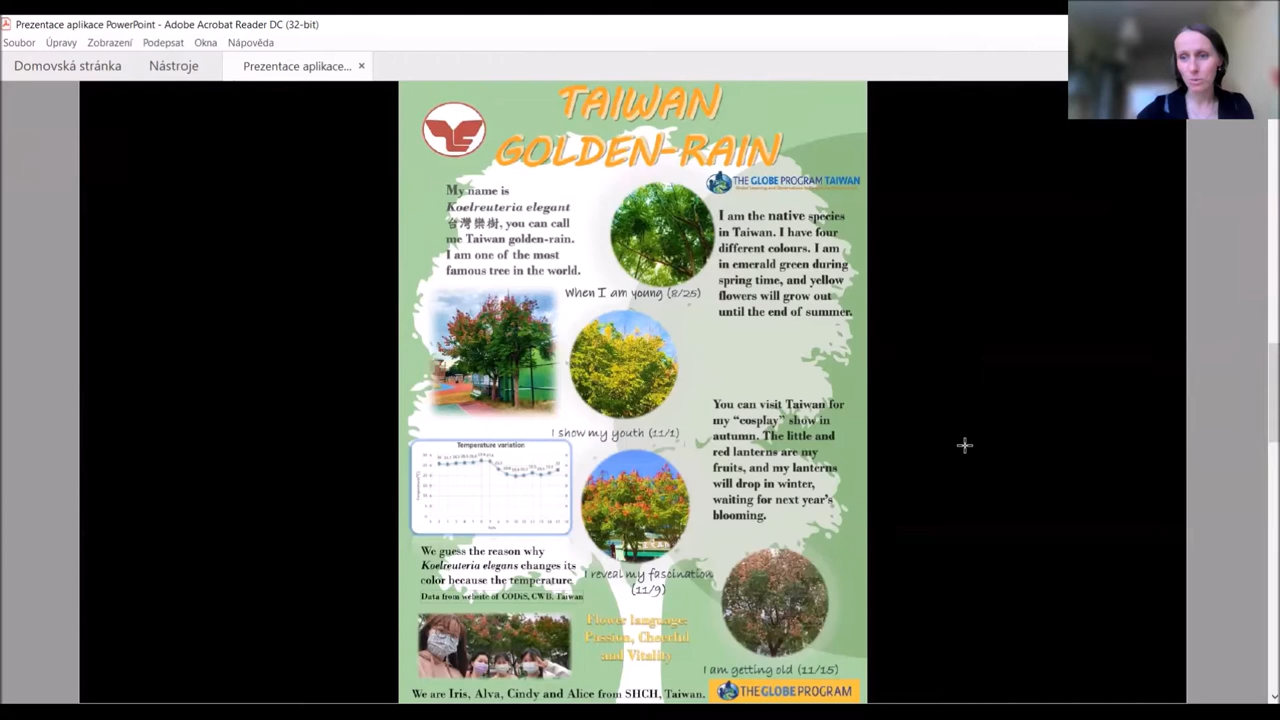 Prezentace aplikace PowerPoint - Adobe Acrobat Reader DC (32-bit)
Soubor Úpravy Zobrazení Podepsat Okna Nápověda
Domovská stránka Nástroje Prezentace aplikace... ×
TAIWAN
GOLDEN-RAIN
THE GLOBE PROGRAM TAIWAN
My name is
Koelreuteria elegant
台灣欒樹, you can call
me Taiwan golden-rain.
I am one of the most
famous tree in the world.
When I am young (8/25)
I am the native species
in Taiwan. I have four
different colours. I am
in emerald green during
spring time, and yellow
flowers will grow out
until the end of summer.
I show my youth (11/1)
You can visit Taiwan for
my “cosplay” show in
autumn. The little and
red lanterns are my
fruits, and my lanterns
will drop in winter,
waiting for next year's
blooming.
Temperature variation
We guess the reason why
Koelreuteria elegans changes its
color because the temperature
Data from website of CODiS, CWB, Taiwan
I reveal my fascination
(11/9)
Flower language:
Passion, Cheerful
and Vitality
I am getting old (11/15)
We are Iris, Alva, Cindy and Alice from SHCH, Taiwan.
THE GLOBE PROGRAM